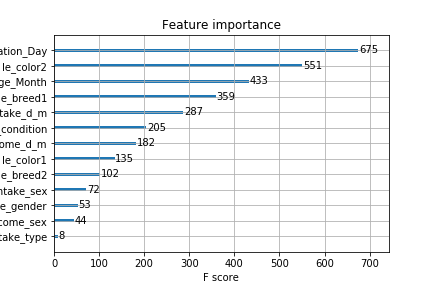 Feature importance
ation_Day 675
le_color2 551
ge_Month 433
e_breed1 359
take_d_m 287
condition 205
ome_d_m 182
le_color1 135
e_breed2 102
ntake_sex 72
e_gender 53
come_sex 44
take_type 8
0 100 200 300 400 500 600 700
F score